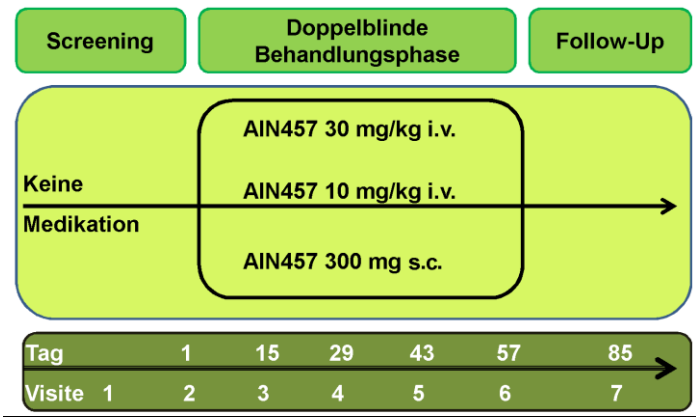 Screening
Doppelblinde
Behandlungsphase
Follow-Up
AIN457 30 mg/kg i.v.
Keine
AIN457 10 mg/kg i.v.
Medikation
AIN457 300 mg s.c.
Tag 1 15 29 43 57 85
Visite 1 2 3 4 5 6 7